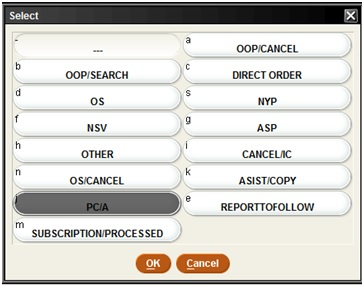 Select
-
---
a
OOP/CANCEL
b
OOP/SEARCH
c
DIRECT ORDER
d
OS
s
NYP
f
NSV
g
ASP
h
OTHER
i
CANCEL/IC
n
OS/CANCEL
k
ASIST/COPY
j
PC/A
e
REPORTTOFOLLOW
m
SUBSCRIPTION/PROCESSED
OK
Cancel